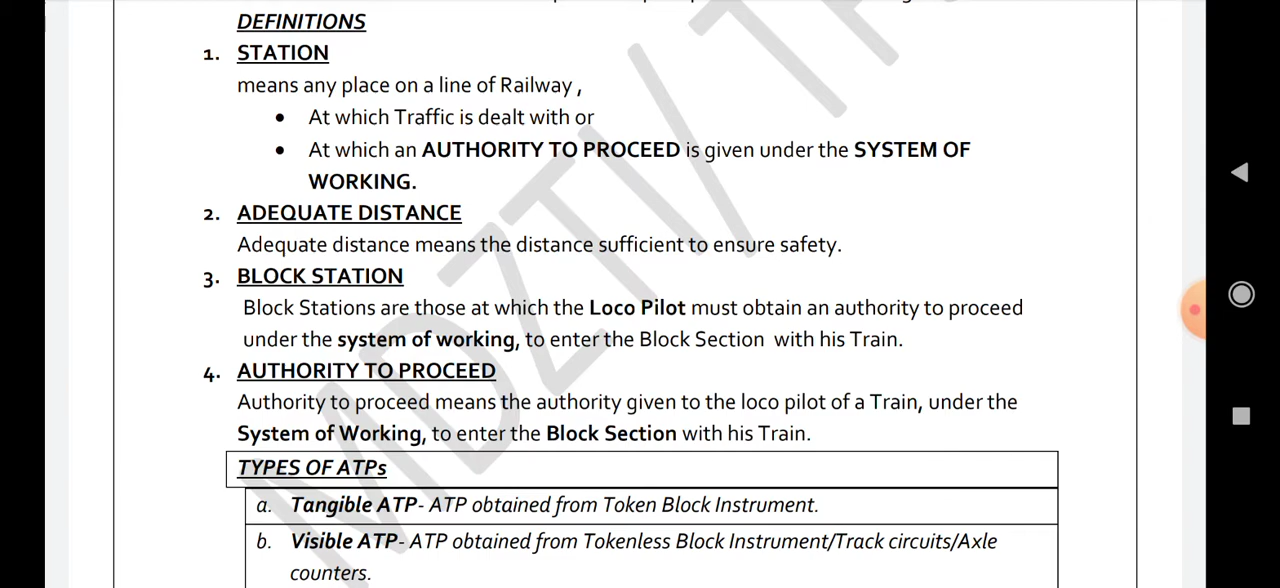 DEFINITIONS
1. STATION
means any place on a line of Railway ,
• At which Traffic is dealt with or
• At which an AUTHORITY TO PROCEED is given under the SYSTEM OF
WORKING.
2. ADEQUATE DISTANCE
Adequate distance means the distance sufficient to ensure safety.
3. BLOCK STATION
Block Stations are those at which the Loco Pilot must obtain an authority to proceed
under the system of working, to enter the Block Section with his Train.
4. AUTHORITY TO PROCEED
Authority to proceed means the authority given to the loco pilot of a Train, under the
System of Working, to enter the Block Section with his Train.
TYPES OF ATPs
a. Tangible ATP- ATP obtained from Token Block Instrument.
b. Visible ATP- ATP obtained from Tokenless Block Instrument/Track circuits/Axle
counters.
MDZTI/